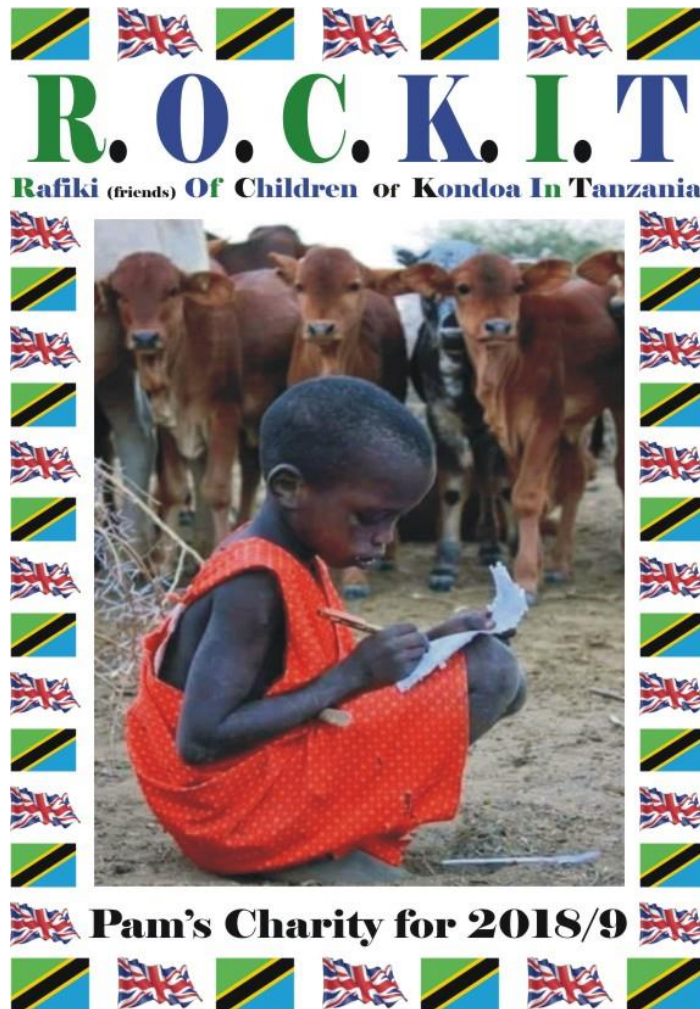 R.O.C.K.I.T
Rafiki (friends) Of Children Of Kondoa In Tanzania
Pam's Charity for 2018/9